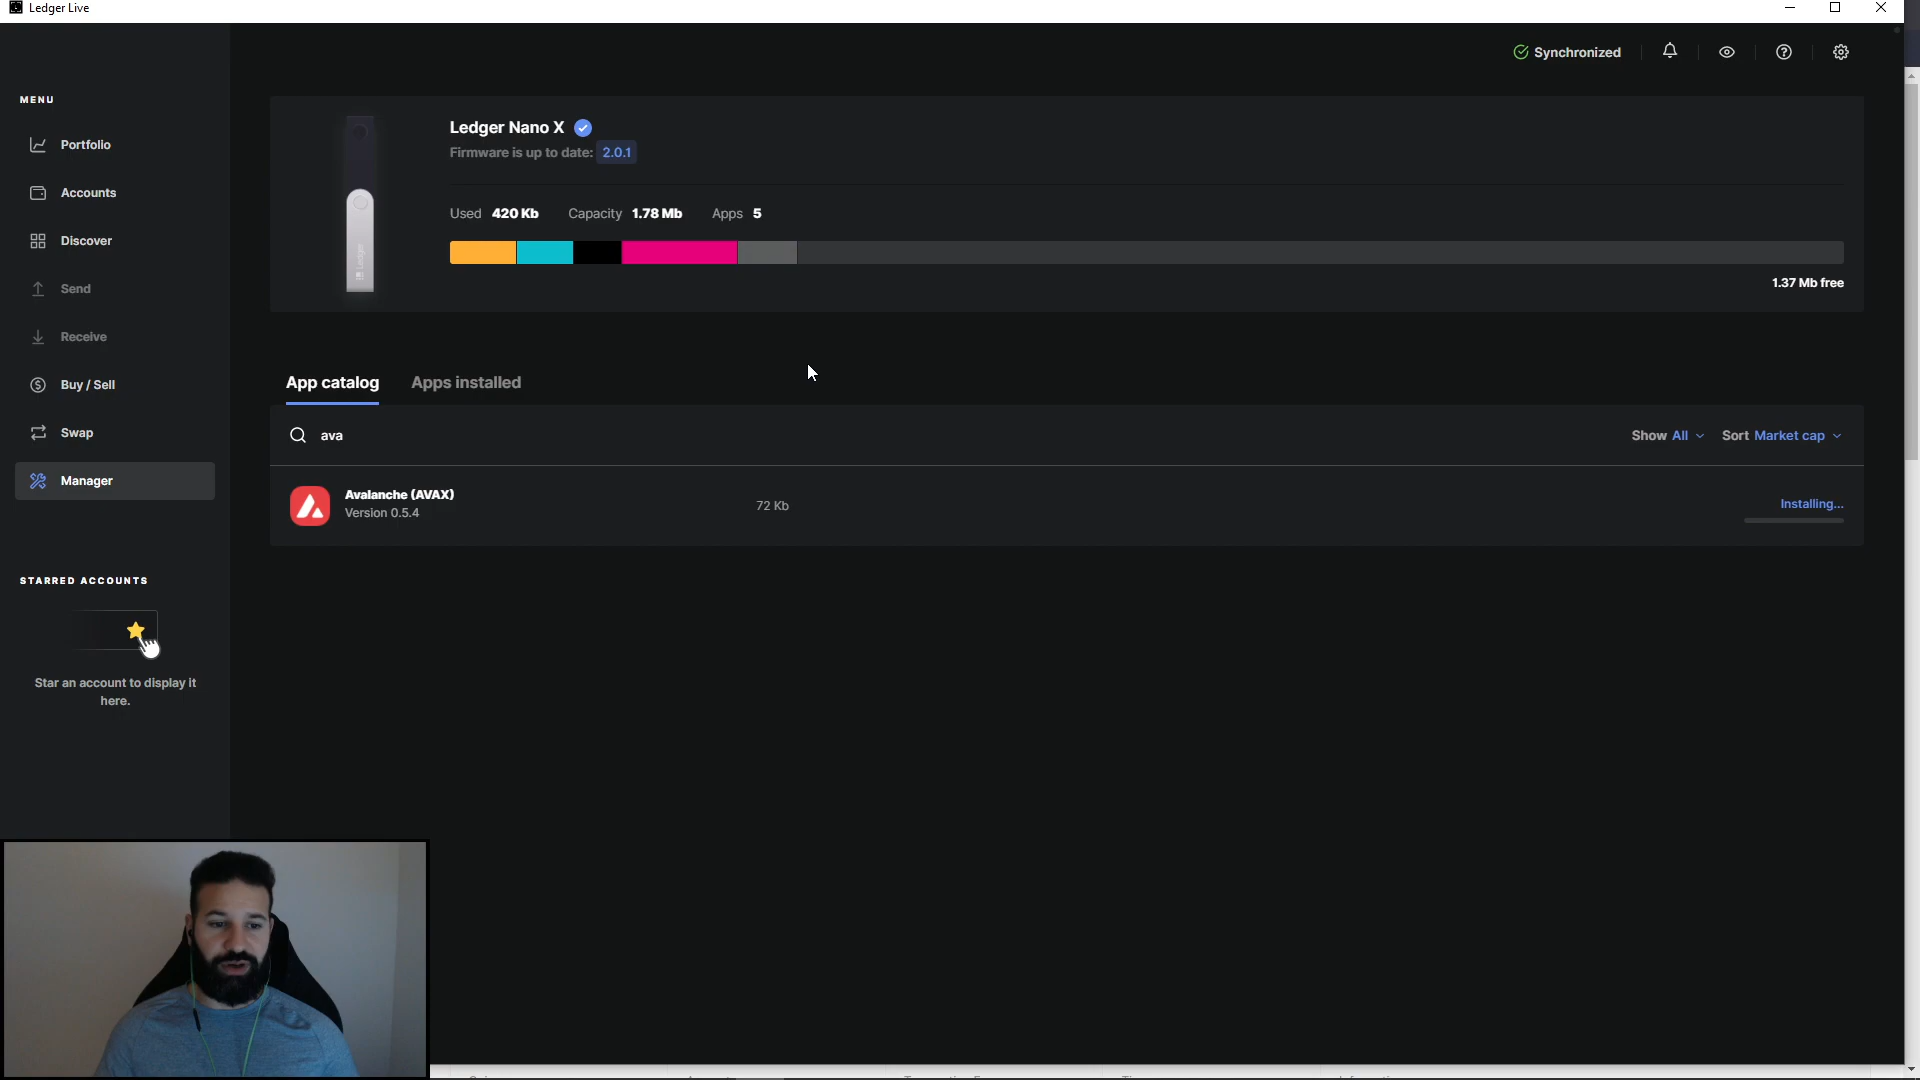 Ledger Live
Synchronized
MENU
Portfolio
Accounts
Discover
Send
Receive
Buy / Sell
Swap
Manager
STARRED ACCOUNTS
Star an account to display it
here.
Ledger Nano X
Firmware is up to date: 2.0.1
Used 420 Kb Capacity 1.78 Mb Apps 5
1.37 Mb free
Ledger
App catalog Apps installed
ava
Show All Sort Market cap
Avalanche (AVAX)
Version 0.5.4
72 Kb
Installing...